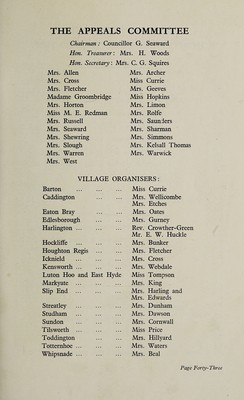 THE APPEALS COMMITTEE
Chairman: Councillor G. Seaward
Hon. Treasurer: Mrs. H. Woods
Hon. Secretary: Mrs. C. G. Squires
Mrs. Allen Mrs. Archer
Mrs. Cross Miss Currie
Mrs. Fletcher Mrs. Geeves
Madame Groombridge Miss Hopkins
Mrs. Horton Mrs. Limon
Miss M. E. Redman Mrs. Rolfe
Mrs. Russell Mrs. Saunders
Mrs. Seaward Mrs. Sharman
Mrs. Shewring Mrs. Simmons
Mrs. Slough Mrs. Kelsall Thomas
Mrs. Warren Mrs. Warwick
Mrs. West
VILLAGE ORGANISERS:
Barton ... ... ... Miss Currie
Caddington ... ... ... Mrs. Wellicombe
Mrs. Etches
Eaton Bray ... ... ... Mrs. Oates
Edlesborough ... ... ... Mrs. Gurney
Harlington ... ... ... Rev. Crowther-Green
Mr. E. W. Huckle
Hockliffe ... ... ... Mrs. Bunker
Houghton Regis ... ... ... Mrs. Fletcher
Icknield ... ... ... Mrs. Cross
Kensworth ... ... ... Mrs. Webdale
Luton Hoo and East Hyde Miss Tompson
Markyate ... ... ... Mrs. King
Slip End ... ... ... Mrs. Harling and
Mrs. Edwards
Streatley ... ... ... Mrs. Dunham
Studham ... ... ... Mrs. Dawson
Sundon ... ... ... Mrs. Cornwall
Tilsworth ... ... ... Miss Price
Toddington ... ... ... Mrs. Hillyard
Totternhoe ... ... ... Mrs. Waters
Whipsnade ... ... ... Mrs. Beal
Page Forty-Three